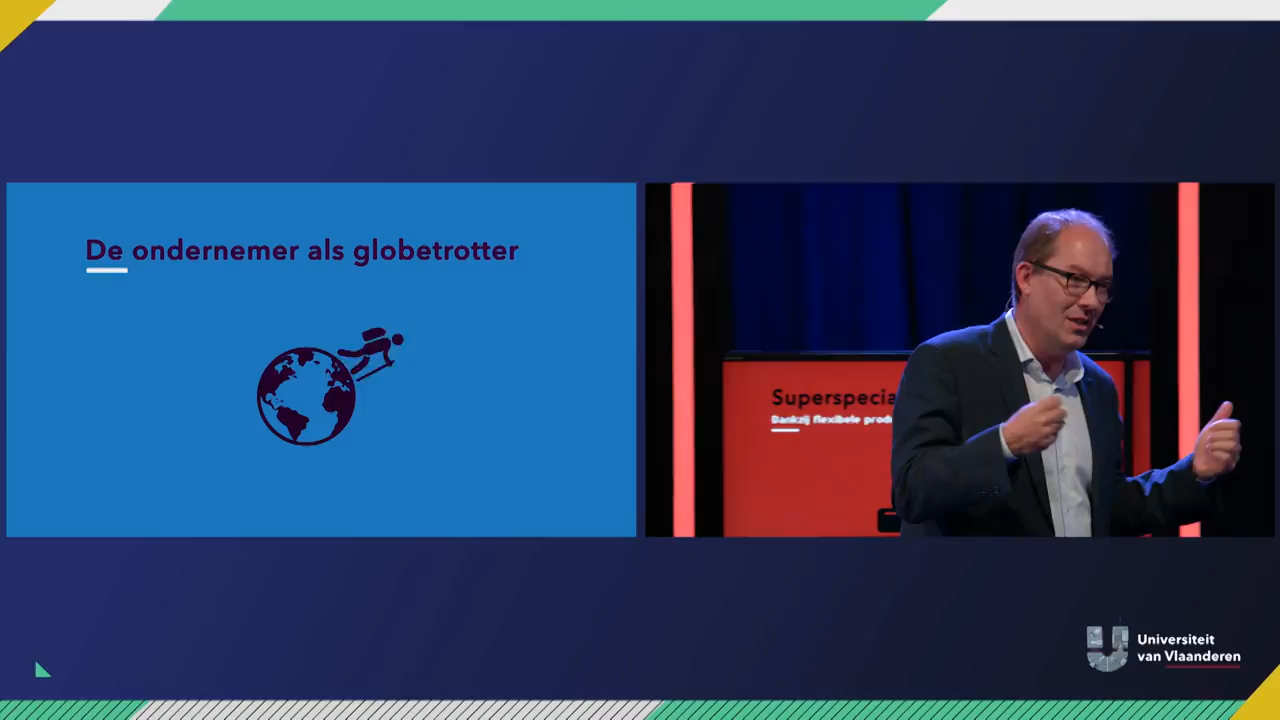 De ondernemer als globetrotter
Superspecia
Dankzij flexibele prod
Universiteit
van Vlaanderen